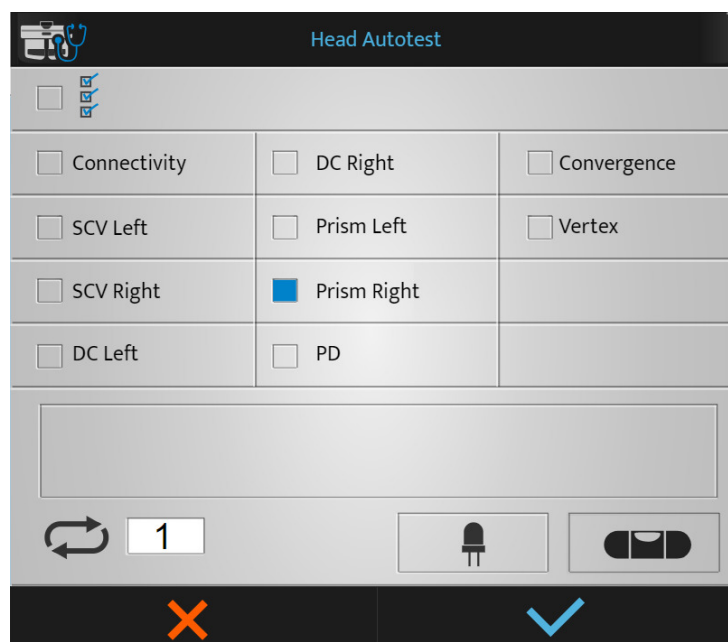 Head Autotest
Connectivity
DC Right
Convergence
SCV Left
Prism Left
Vertex
SCV Right
Prism Right
DC Left
PD
1